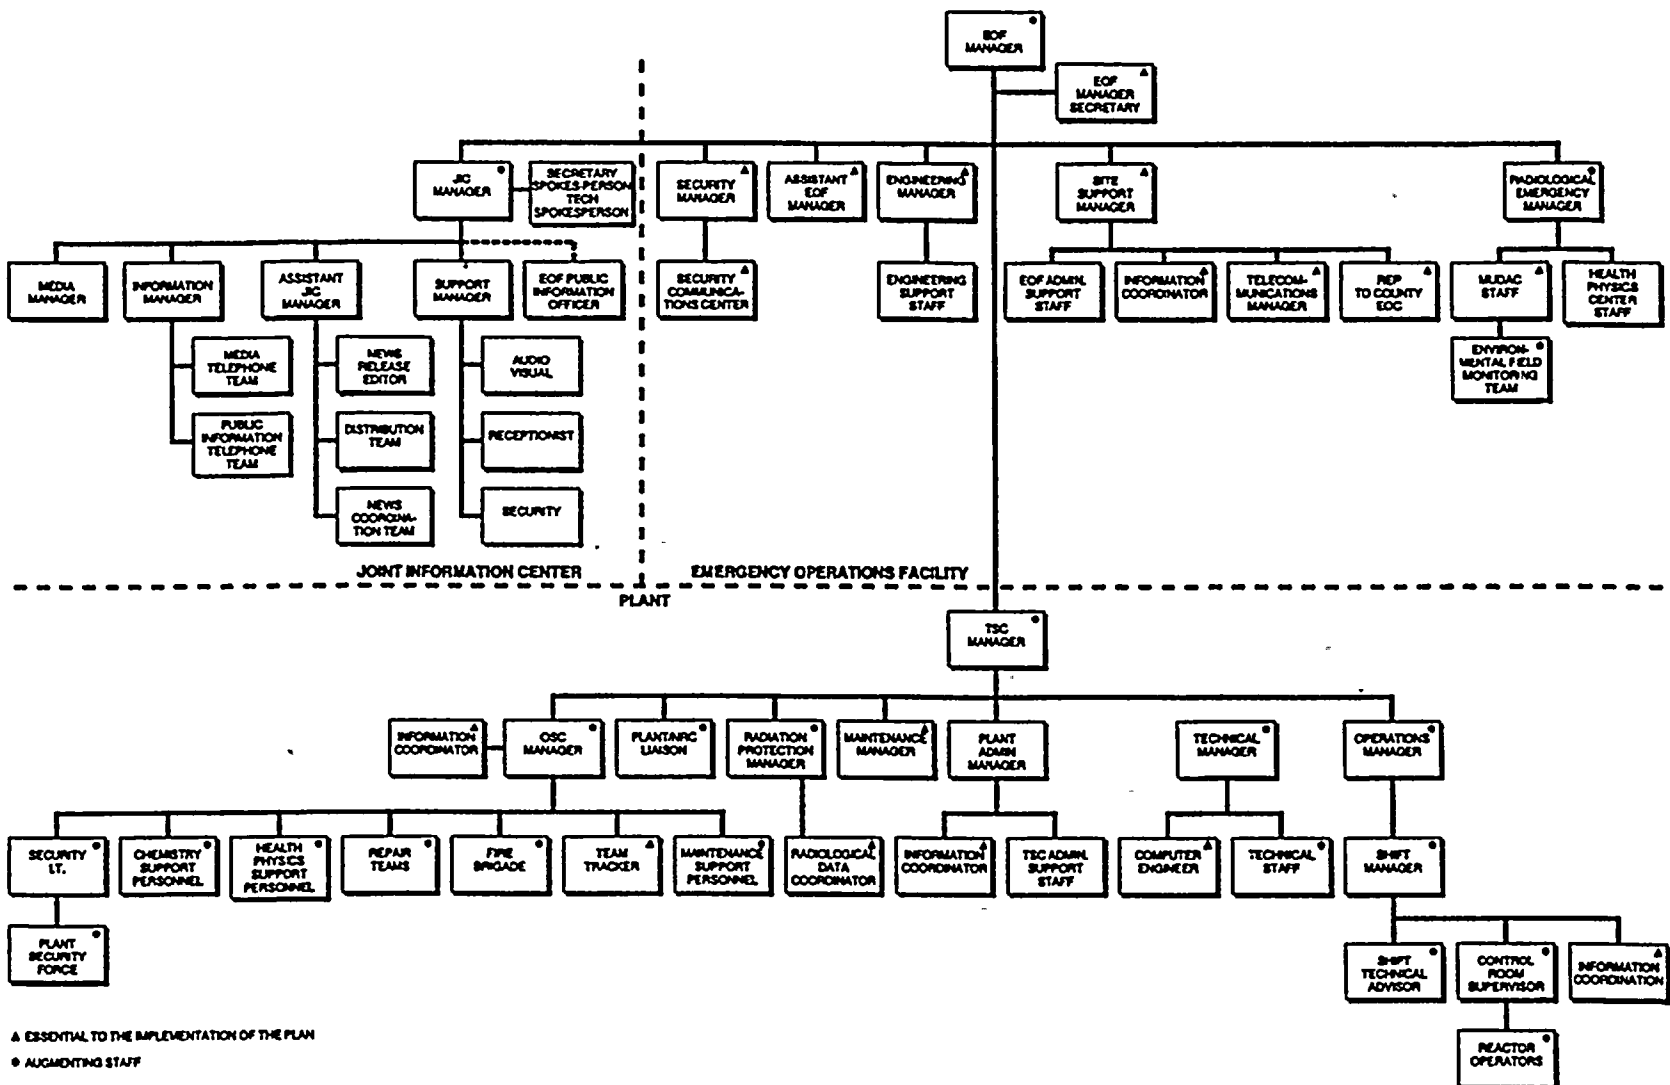 EOF
MANAGER
EOF
MANAGER
SECRETARY
JIC
MANAGER
SECRETARY
SPOKES-PERSON
TECH
SPOKESPERSON
SECURITY
MANAGER
ASSISTANT
EOF
MANAGER
ENGINEERING
MANAGER
SITE
SUPPORT
MANAGER
RADIOLOGICAL
EMERGENCY
MANAGER
MEDIA
MANAGER
INFORMATION
MANAGER
ASSISTANT
JIC
MANAGER
SUPPORT
MANAGER
EOF PUBLIC
INFORMATION
OFFICER
SECURITY
COMMUNICA-
TIONS CENTER
ENGINEERING
SUPPORT
STAFF
EOF ADMIN.
SUPPORT
STAFF
INFORMATION
COORDINATOR
TELECOM-
MUNICATIONS
MANAGER
REP
TO COUNTY
EOC
MUDAC
STAFF
HEALTH
PHYSICS
CENTER
STAFF
MEDIA
TELEPHONE
TEAM
NEWS
RELEASE
EDITOR
AUDIO
VISUAL
ENVIRON-
MENTAL FIELD
MONITORING
TEAM
PUBLIC
INFORMATION
TELEPHONE
TEAM
DISTRIBUTION
TEAM
RECEPTIONIST
NEWS
COORDINA-
TION TEAM
SECURITY
JOINT INFORMATION CENTER
EMERGENCY OPERATIONS FACILITY
PLANT
TSC
MANAGER
INFORMATION
COORDINATOR
OSC
MANAGER
PLANT/NRC
LIAISON
RADIATION
PROTECTION
MANAGER
MAINTENANCE
MANAGER
PLANT
ADMIN
MANAGER
TECHNICAL
MANAGER
OPERATIONS
MANAGER
SECURITY
LT.
CHEMISTRY
SUPPORT
PERSONNEL
HEALTH
PHYSICS
SUPPORT
PERSONNEL
REPAIR
TEAMS
FIRE
BRIGADE
TEAM
TRACKER
MAINTENANCE
SUPPORT
PERSONNEL
RADIOLOGICAL
DATA
COORDINATOR
INFORMATION
COORDINATOR
TSC ADMIN.
SUPPORT
STAFF
COMPUTER
ENGINEER
TECHNICAL
STAFF
SHIFT
MANAGER
PLANT
SECURITY
FORCE
SHIFT
TECHNICAL
ADVISOR
CONTROL
ROOM
SUPERVISOR
INFORMATION
COORDINATION
REACTOR
OPERATORS
▲ ESSENTIAL TO THE IMPLEMENTATION OF THE PLAN
● AUGMENTING STAFF